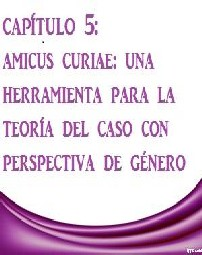 CAPÍTULO 5:
AMICUS CURIAE: UNA
HERRAMIENTA PARA LA
TEORÍA DEL CASO CON
PERSPECTIVA DE GÉNERO